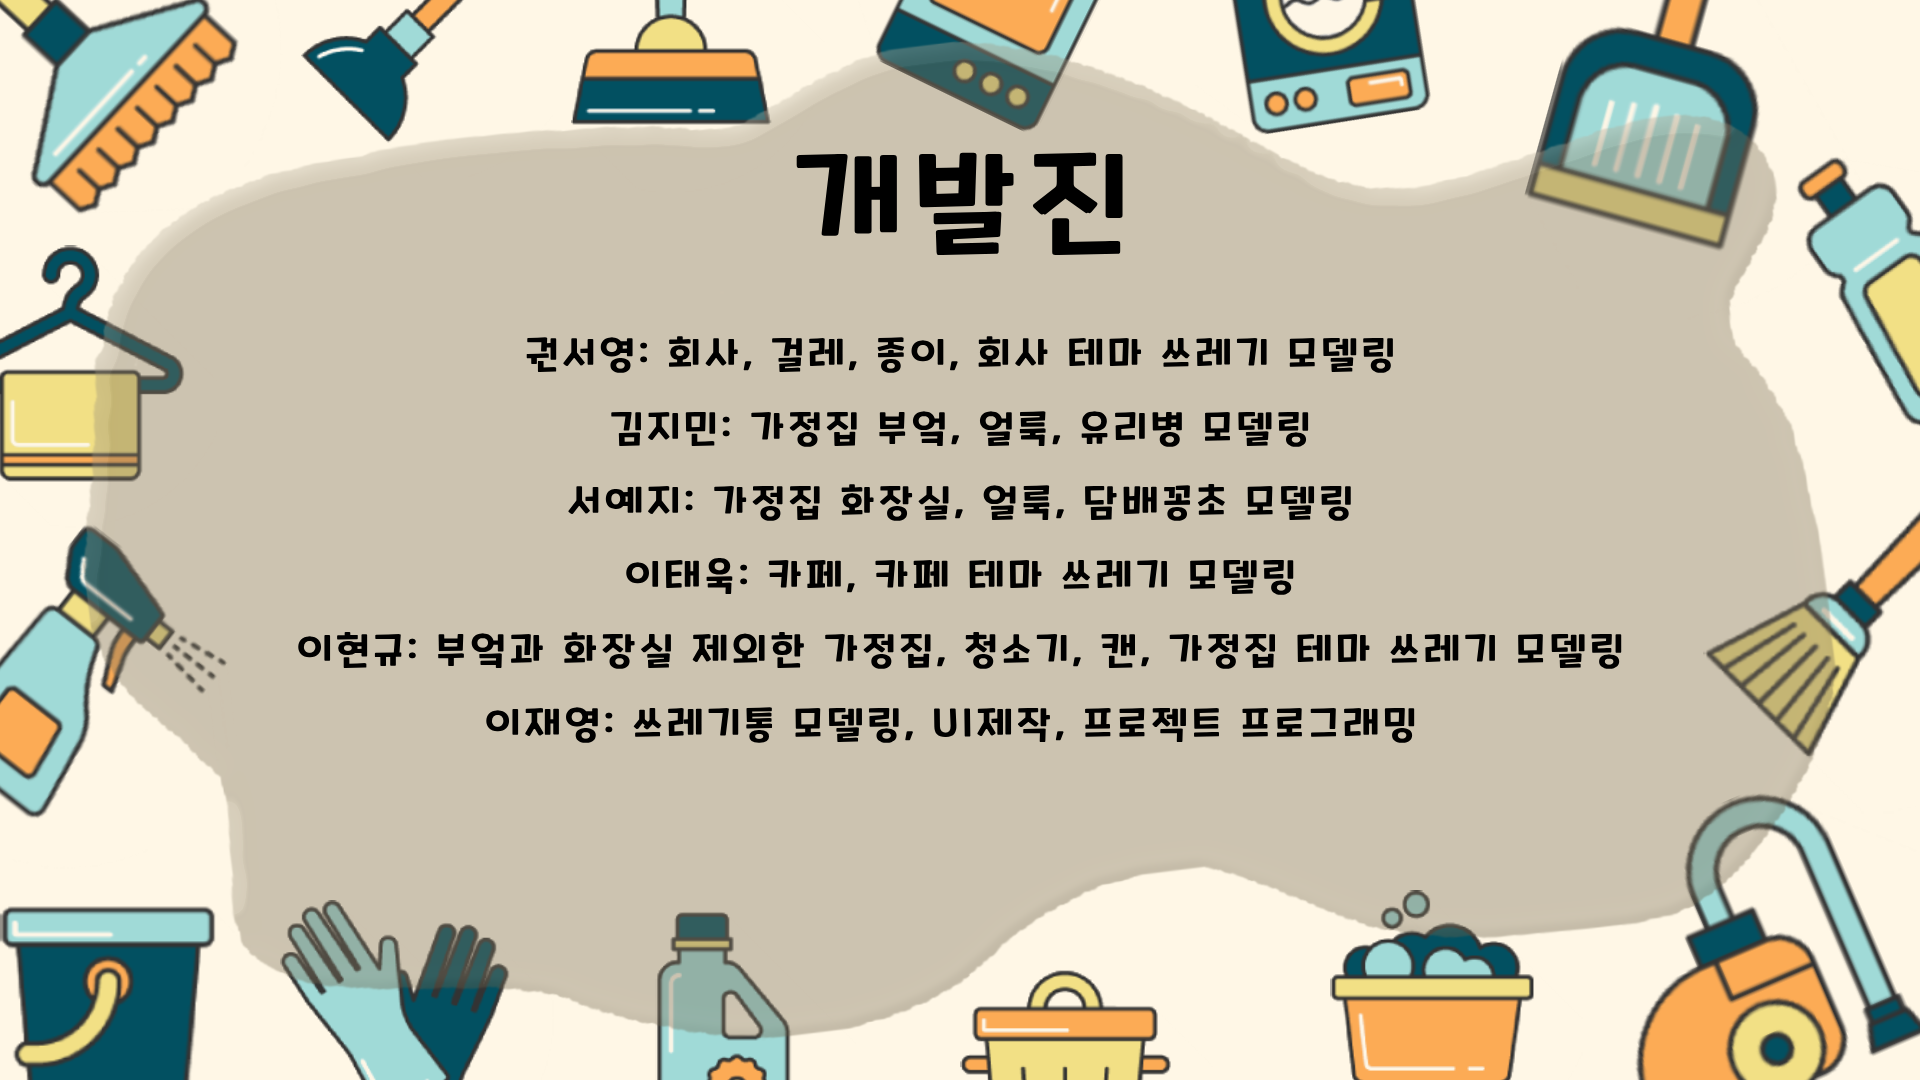 개발진
권서영: 회사, 걸레, 종이, 회사 테마 쓰레기 모델링
김지민: 가정집 부엌, 얼룩, 유리병 모델링
서예지: 가정집 화장실, 얼룩, 담배꽁초 모델링
이태욱: 카페, 카페 테마 쓰레기 모델링
이현규: 부엌과 화장실 제외한 가정집, 청소기, 캔, 가정집 테마 쓰레기 모델링
이재영: 쓰레기통 모델링, UI제작, 프로젝트 프로그래밍